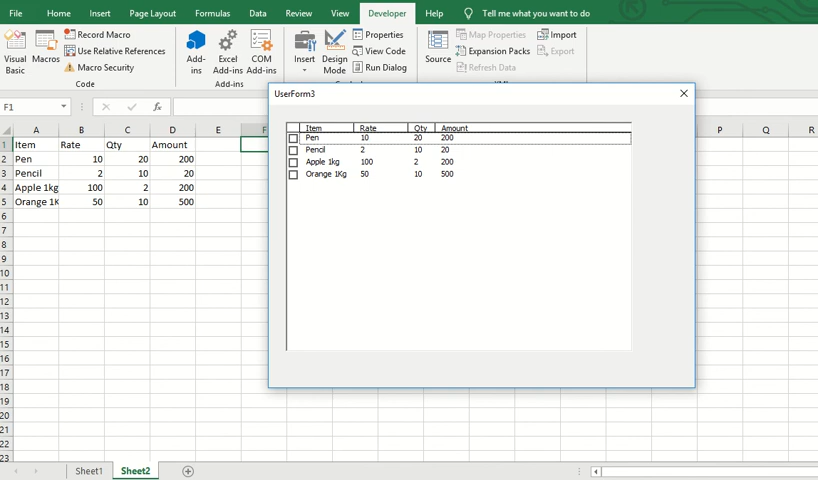 File Home Insert Page Layout Formulas Data Review View Developer Help Tell me what you want to do
Visual Basic
Macros
Record Macro
Use Relative References
Macro Security
Code
Add-ins
Excel Add-ins
COM Add-ins
Add-ins
Insert
Design Mode
Properties
View Code
Run Dialog
Source
Map Properties
Expansion Packs
Refresh Data
Import
Export
F1 fx
UserForm3
Item Rate Qty Amount
Pen 10 20 200
Pencil 2 10 20
Apple 1kg 100 2 200
Orange 1Kg 50 10 500
A B C D E F P Q R
1 Item Rate Qty Amount
2 Pen 10 20 200
3 Pencil 2 10 20
4 Apple 1kg 100 2 200
5 Orange 1K 50 10 500
6
7
8
9
10
11
12
13
14
15
16
17
18
19
20
21
22
23
Sheet1 Sheet2